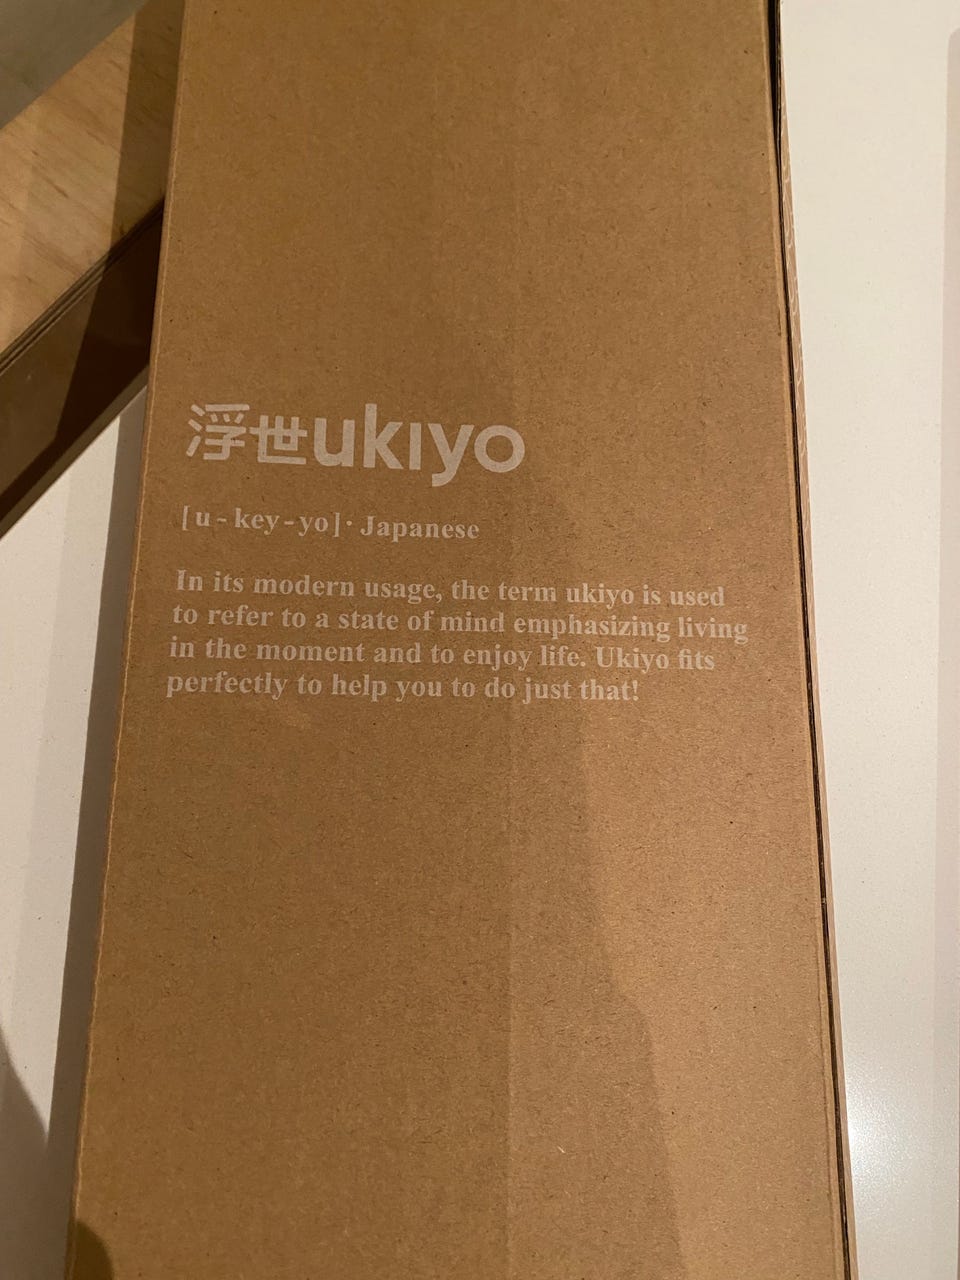 浮世ukiyo
[u-key-yo]· Japanese
In its modern usage, the term ukiyo is used
to refer to a state of mind emphasizing living
in the moment and to enjoy life. Ukiyo fits
perfectly to help you to do just that!